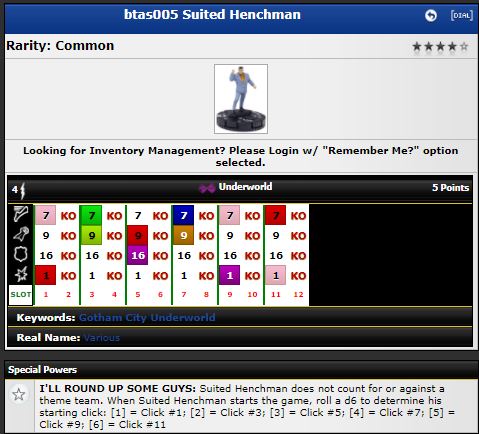 btas005 Suited Henchman
[DIAL]
Rarity: Common
Looking for Inventory Management? Please Login w/ "Remember Me?" option
selected.
4 Underworld 5 Points
7 KO 7 KO 7 KO 7 KO 7 KO 7 KO
9 KO 9 KO 9 KO 9 KO 9 KO 9 KO
16 KO 16 KO 16 KO 16 KO 16 KO 16 KO
1 KO 1 KO 1 KO 1 KO 1 KO 1 KO
SLOT 1 2 3 4 5 6 7 8 9 10 11 12
Keywords: Gotham City Underworld
Real Name: Various
Special Powers
I'LL ROUND UP SOME GUYS: Suited Henchman does not count for or against a
theme team. When Suited Henchman starts the game, roll a d6 to determine his
starting click: [1] = Click #1; [2] = Click #3; [3] = Click #5; [4] = Click #7; [5] =
Click #9; [6] = Click #11